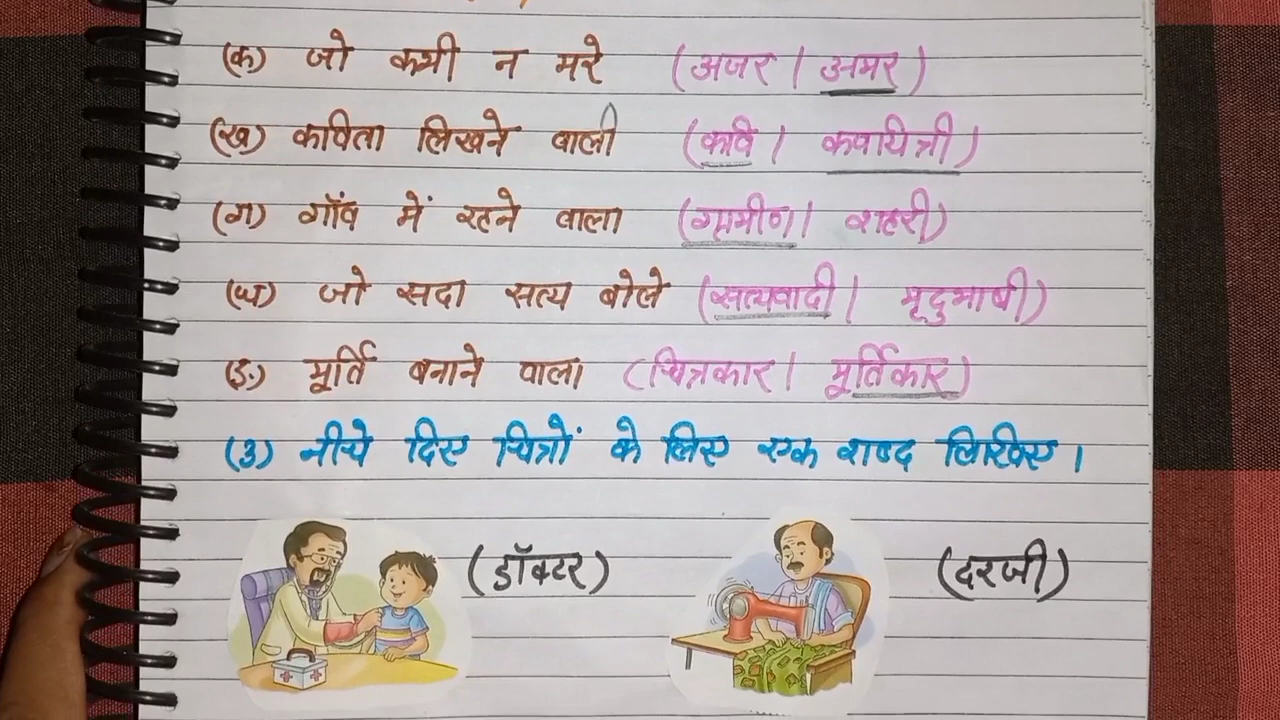 (क) जो कभी न मरे (अजर / अमर)
(ख) कविता लिखने वाली (कवि / कवयित्री)
(ग) गाँव में रहने वाला (ग्रामीण / शहरी)
(घ) जो सदा सत्य बोले (सत्यवादी / मृदुभाषी)
(ङ) मूर्ति बनाने वाला (चित्रकार / मूर्तिकार)
(3) नीचे दिए चित्रों के लिए एक शब्द लिखिए ।
(डॉक्टर) (दरजी)